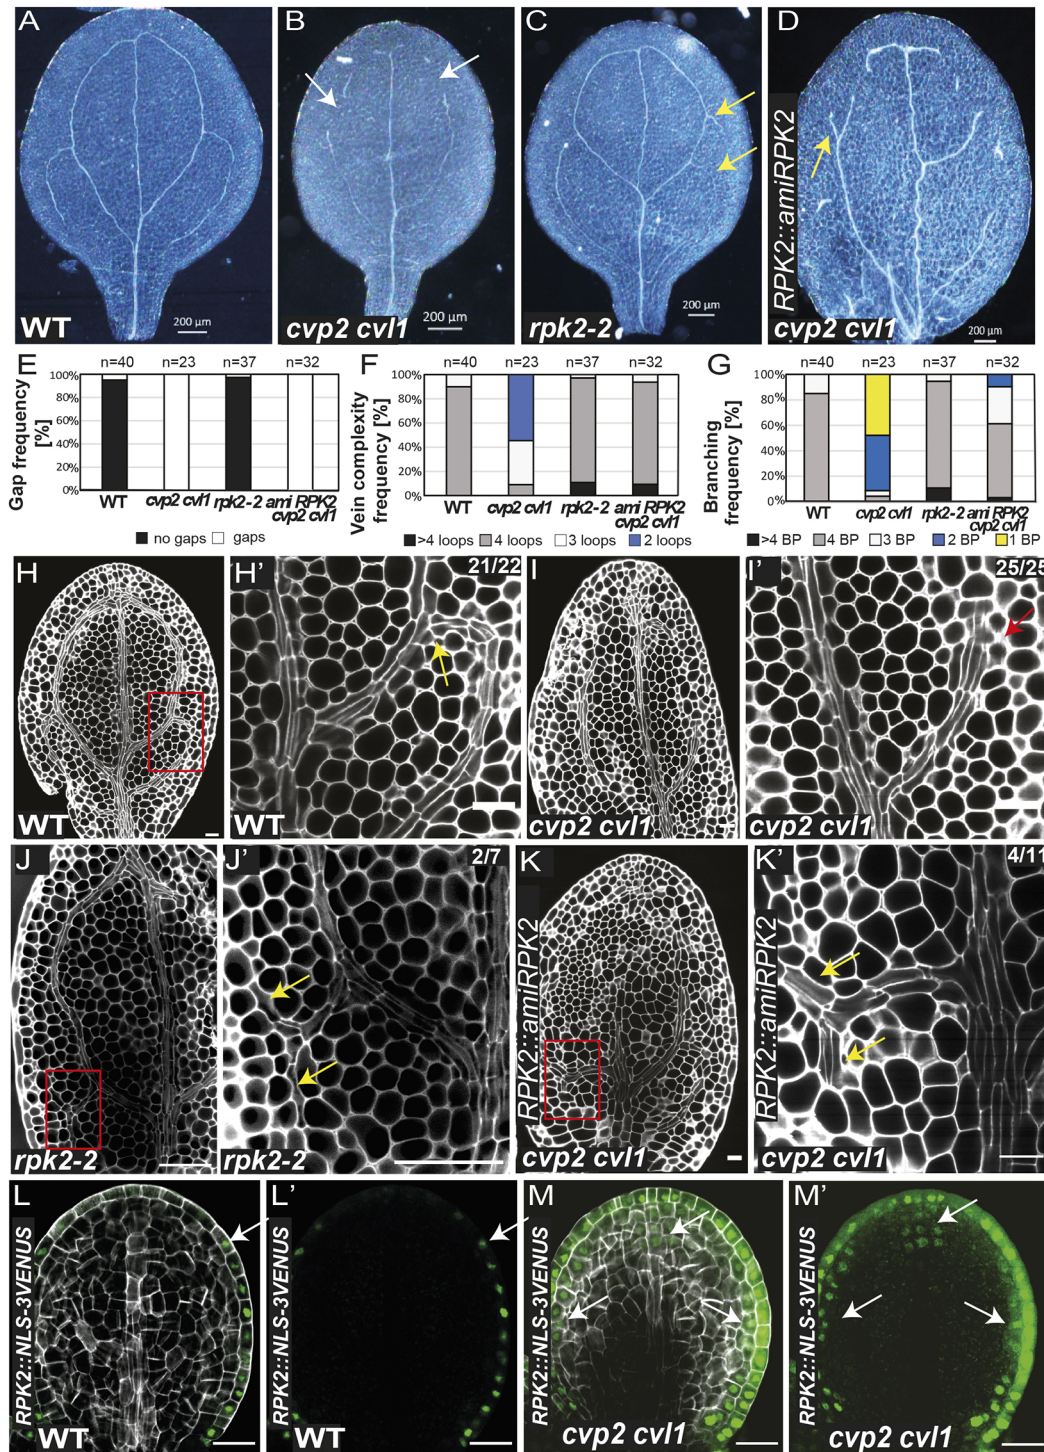 A
B
C
D
RPK2::amiRPK2
200 µm
200 µm
200 µm
200 µm
WT
cvp2 cvl1
rpk2-2
cvp2 cvl1
E
n=40 n=23 n=37 n=32
Gap frequency [%]
100%
80%
60%
40%
20%
0%
WT cvp2 cvl1 rpk2-2 ami RPK2 cvp2 cvl1
no gaps gaps
F
n=40 n=23 n=37 n=32
Vein complexity frequency [%]
100%
80%
60%
40%
20%
0%
WT cvp2 cvl1 rpk2-2 ami RPK2 cvp2 cvl1
>4 loops 4 loops 3 loops 2 loops
G
n=40 n=23 n=37 n=32
Branching frequency [%]
100%
80%
60%
40%
20%
0%
WT cvp2 cvl1 rpk2-2 ami RPK2 cvp2 cvl1
>4 BP 4 BP 3 BP 2 BP 1 BP
H
H' 21/22
I
I' 25/25
WT
WT
cvp2 cvl1
cvp2 cvl1
J
J' 2/7
K
K' 4/11
RPK2::amiRPK2
RPK2::amiRPK2
rpk2-2
rpk2-2
cvp2 cvl1
cvp2 cvl1
L
L'
M
M'
RPK2::NLS-3VENUS
RPK2::NLS-3VENUS
RPK2::NLS-3VENUS
RPK2::NLS-3VENUS
WT
WT
cvp2 cvl1
cvp2 cvl1